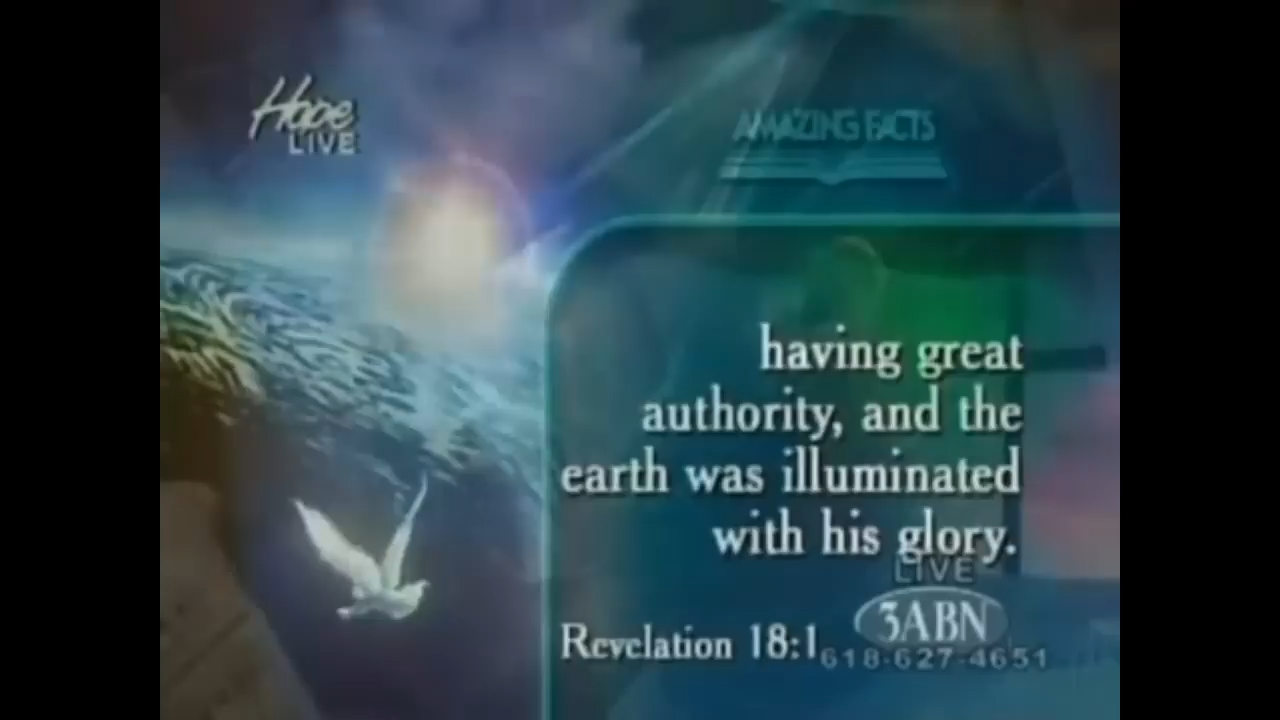 Hope
LIVE
AMAZING FACTS
having great
authority, and the
earth was illuminated
with his glory.
Revelation 18:1
LIVE
3ABN
618-627-4651